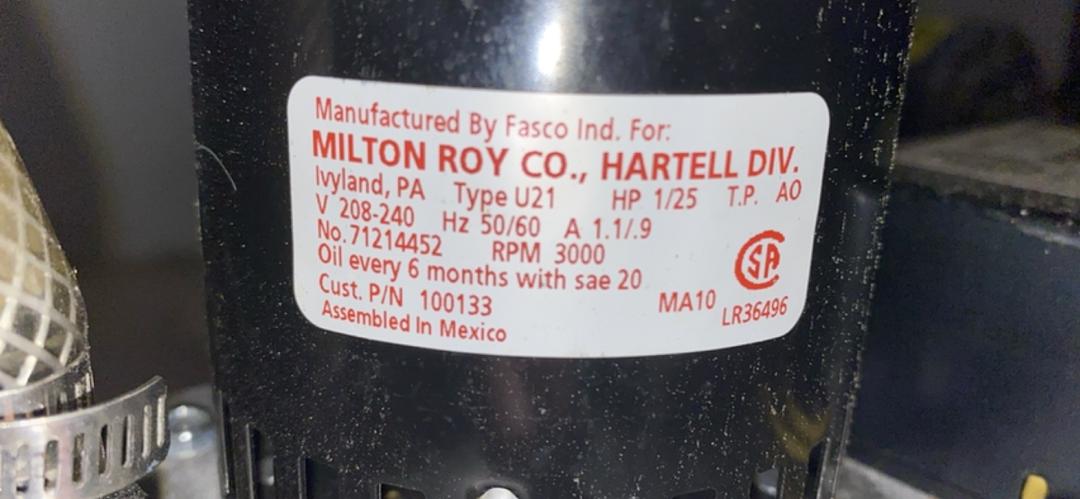 Manufactured By Fasco Ind. For:
MILTON ROY CO., HARTELL DIV.
Ivyland, PA Type U21 HP 1/25 T.P. AO
V 208-240 Hz 50/60 A 1.1/.9
No. 71214452 RPM 3000
Oil every 6 months with sae 20
Cust. P/N 100133 MA10 LR36496
Assembled In Mexico
SA